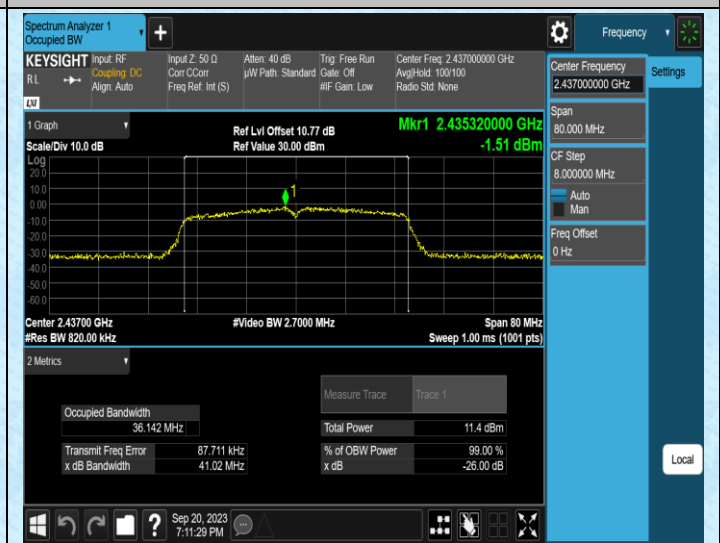 Spectrum Analyzer 1
Occupied BW
+
Frequency
KEYSIGHT
R L
LXI
Input: RF
Coupling: DC
Align: Auto
Input Z: 50 Ω
Corr CCorr
Freq Ref: Int (S)
Atten: 40 dB
µW Path: Standard
Trig: Free Run
Gate: Off
#IF Gain: Low
Center Freq: 2.437000000 GHz
Avg|Hold: 100/100
Radio Std: None
1 Graph
Scale/Div 10.0 dB
Ref Lvl Offset 10.77 dB
Ref Value 30.00 dBm
Mkr1 2.435320000 GHz
-1.51 dBm
Log
20.0
10.0
0.00
-10.0
-20.0
-30.0
-40.0
-50.0
-60.0
1
Center 2.43700 GHz
#Res BW 820.00 kHz
#Video BW 2.7000 MHz
Span 80 MHz
Sweep 1.00 ms (1001 pts)
2 Metrics
Measure Trace Trace 1
Occupied Bandwidth
36.142 MHz
Total Power 11.4 dBm
Transmit Freq Error 87.711 kHz
x dB Bandwidth 41.02 MHz
% of OBW Power 99.00 %
x dB -26.00 dB
Center Frequency
2.437000000 GHz
Settings
Span
80.000 MHz
CF Step
8.000000 MHz
Auto
Man
Freq Offset
0 Hz
Local
?
Sep 20, 2023
7:11:29 PM